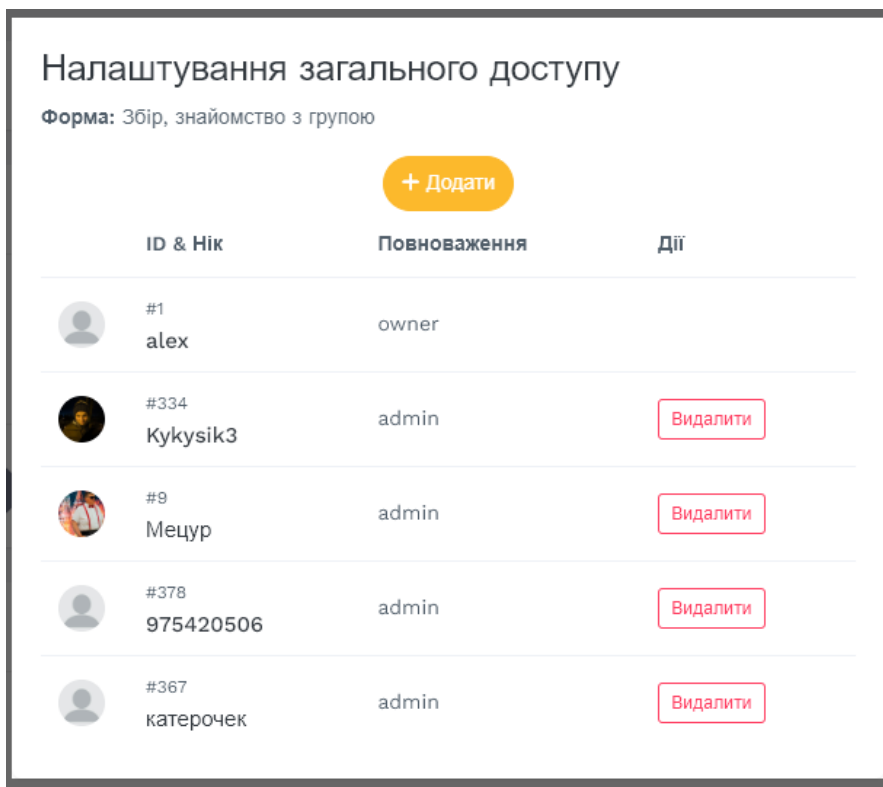 Налаштування загального доступу
Форма: Збір, знайомство з групою
+ Додати
ID & Нік Повноваження Дії
#1
alex
owner
#334
Kykysik3
admin
Видалити
#9
Мецур
admin
Видалити
#378
975420506
admin
Видалити
#367
катерочек
admin
Видалити